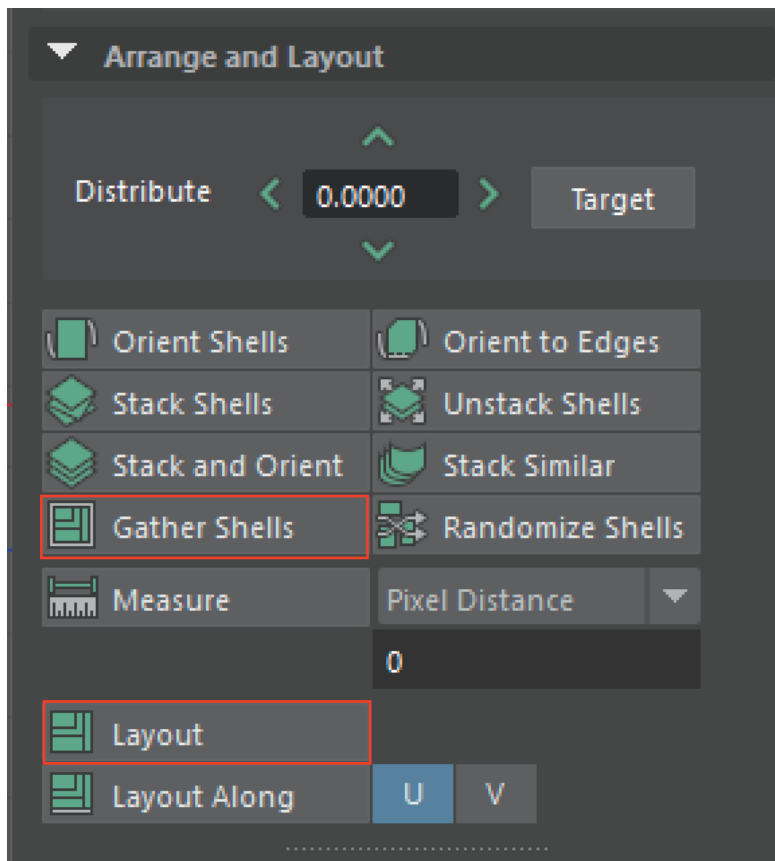 Arrange and Layout
Distribute 0.0000 Target
Orient Shells Orient to Edges
Stack Shells Unstack Shells
Stack and Orient Stack Similar
Gather Shells Randomize Shells
Measure Pixel Distance
0
Layout
Layout Along U V